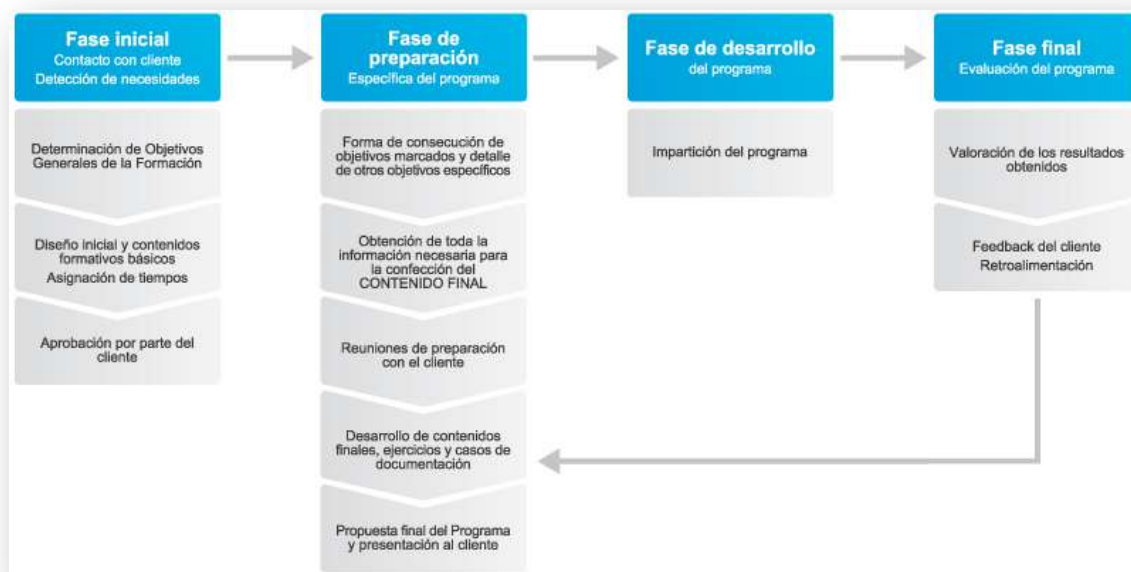 Fase inicial
Contacto con cliente
Detección de necesidades
Determinación de Objetivos
Generales de la Formación
Diseño inicial y contenidos
formativos básicos
Asignación de tiempos
Aprobación por parte del
cliente
Fase de
preparación
Específica del programa
Forma de consecución de
objetivos marcados y detalle
de otros objetivos específicos
Obtención de toda la
información necesaria para
la confección del
CONTENIDO FINAL
Reuniones de preparación
con el cliente
Desarrollo de contenidos
finales, ejercicios y casos de
documentación
Propuesta final del Programa
y presentación al cliente
Fase de desarrollo
del programa
Impartición del programa
Fase final
Evaluación del programa
Valoración de los resultados
obtenidos
Feedback del cliente
Retroalimentación